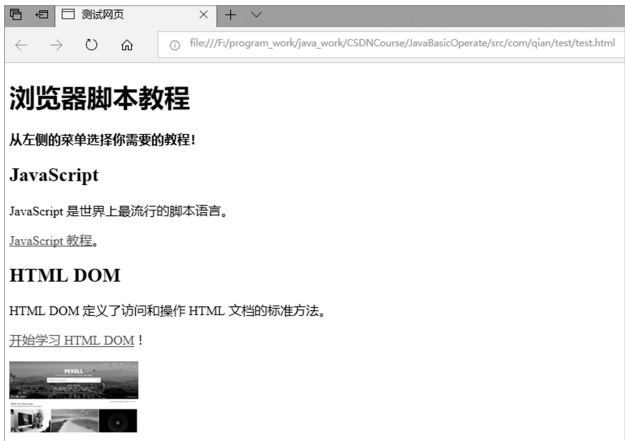 测试网页
file:///F:/program_work/java_work/CSDNCourse/JavaBasicOperate/src/com/qian/test/test.html
浏览器脚本教程
从左侧的菜单选择你需要的教程！
JavaScript
JavaScript 是世界上最流行的脚本语言。
JavaScript 教程。
HTML DOM
HTML DOM 定义了访问和操作 HTML 文档的标准方法。
开始学习 HTML DOM！
PEXELS